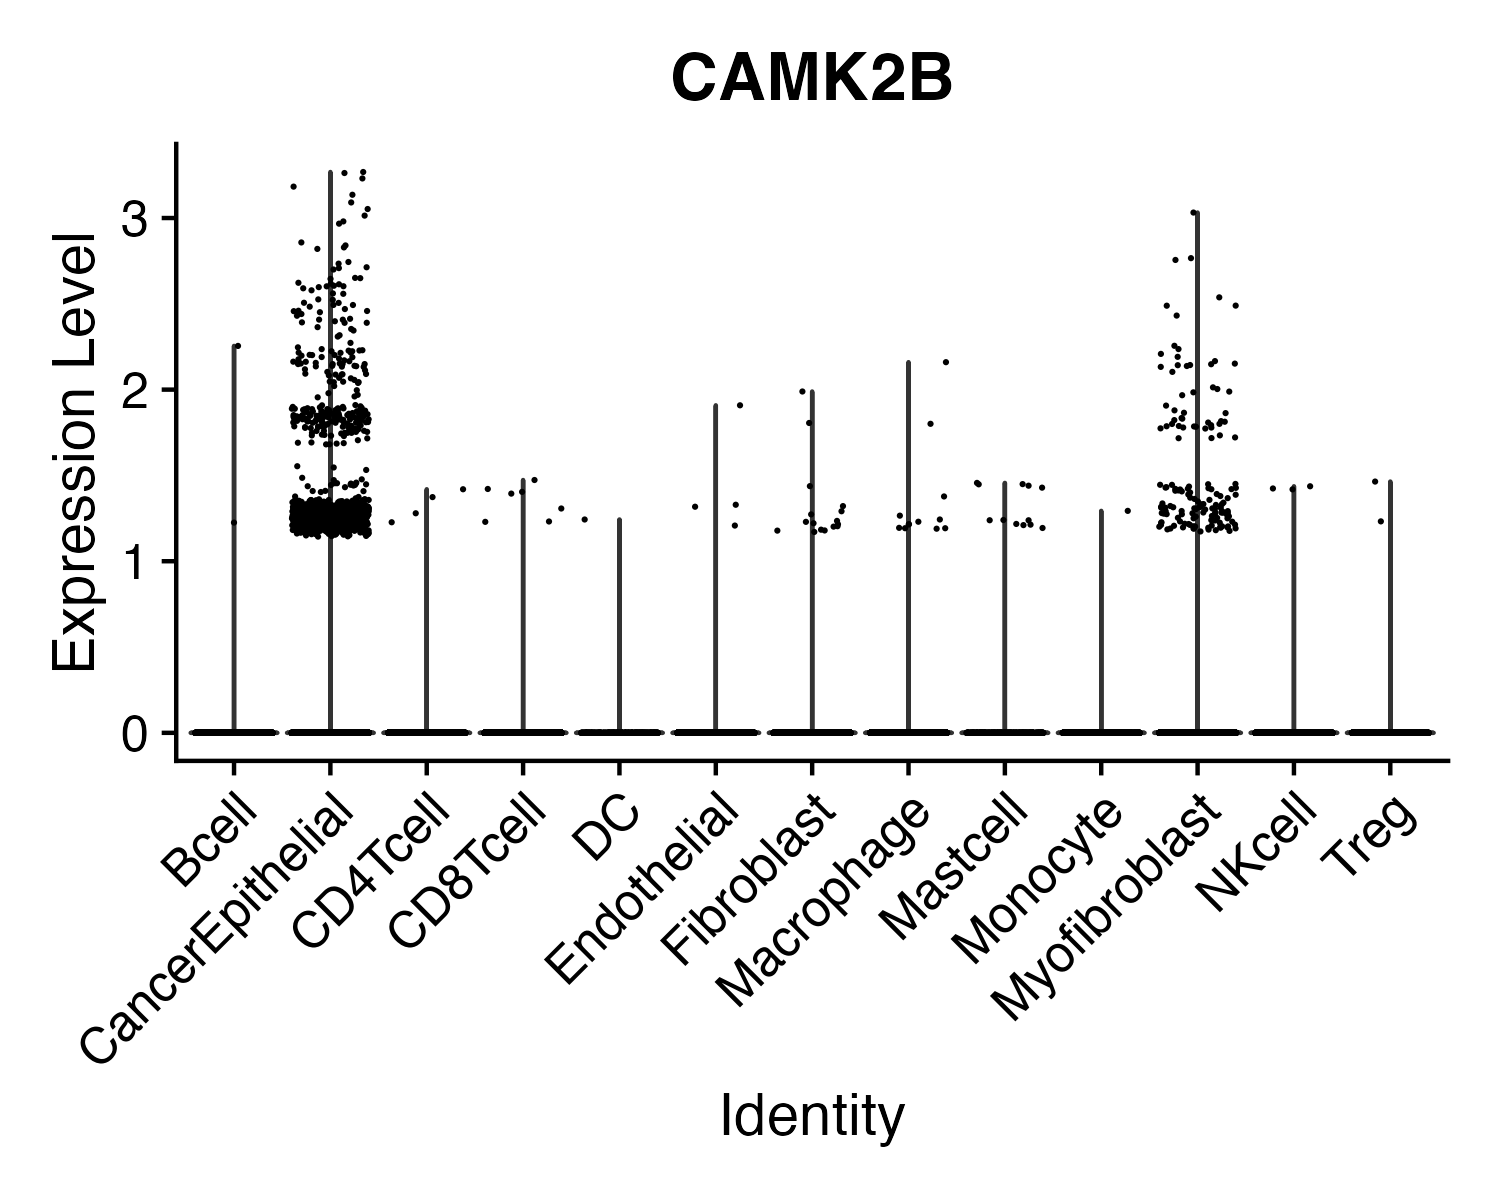 CAMK2B
Expression Level
3
2
1
0
Bcell
CancerEpithelial
CD4Tcell
CD8Tcell
DC
Endothelial
Fibroblast
Macrophage
Mastcell
Monocyte
Myofibroblast
NKcell
Treg
Identity